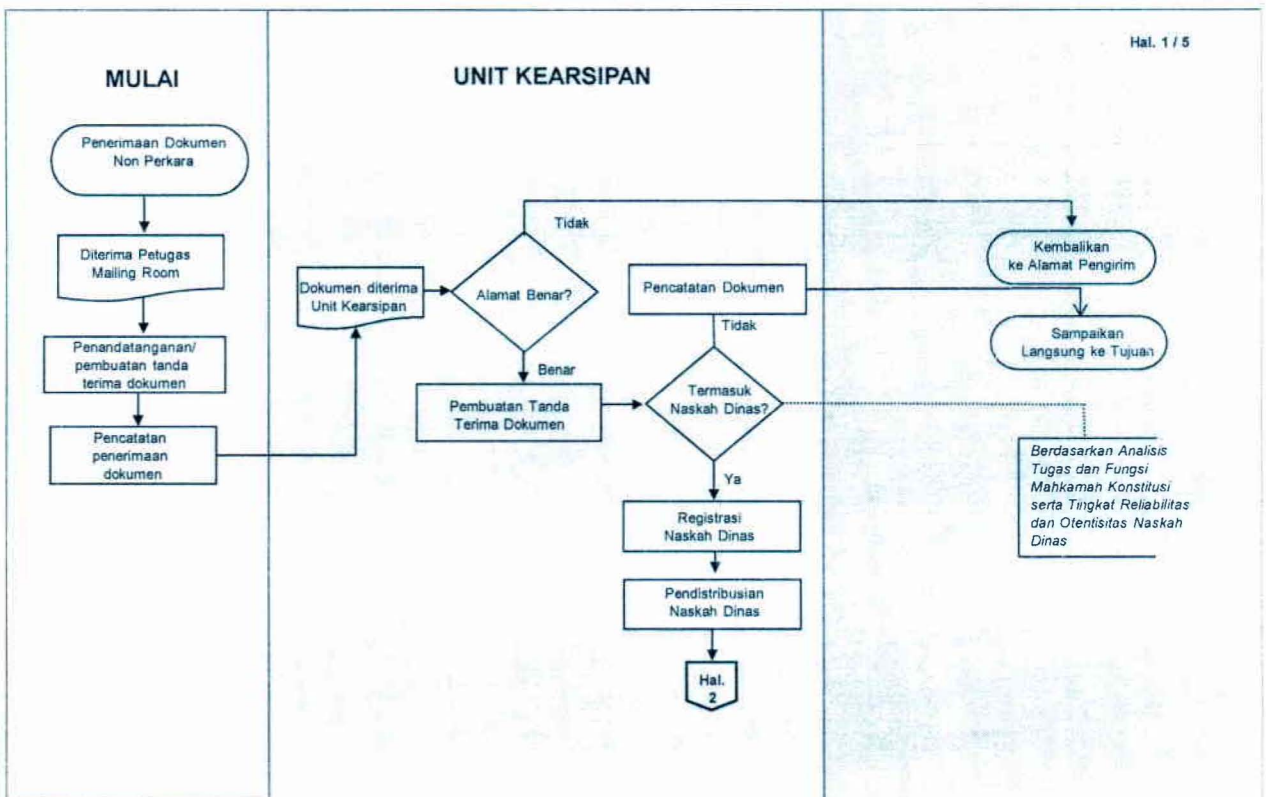 Hal. 1 / 5
MULAI
UNIT KEARSIPAN
Penerimaan Dokumen
Non Perkara
Diterima Petugas
Mailing Room
Penandatanganan/
pembuatan tanda
terima dokumen
Pencatatan
penerimaan
dokumen
Dokumen diterima
Unit Kearsipan
Alamat Benar?
Tidak
Kembalikan
ke Alamat Pengirim
Benar
Pembuatan Tanda
Terima Dokumen
Termasuk
Naskah Dinas?
Tidak
Pencatatan Dokumen
Sampaikan
Langsung ke Tujuan
Berdasarkan Analisis
Tugas dan Fungsi
Mahkamah Konstitusi
serta Tingkat Reliabilitas
dan Otentisitas Naskah
Dinas
Ya
Registrasi
Naskah Dinas
Pendistribusian
Naskah Dinas
Hal.
2